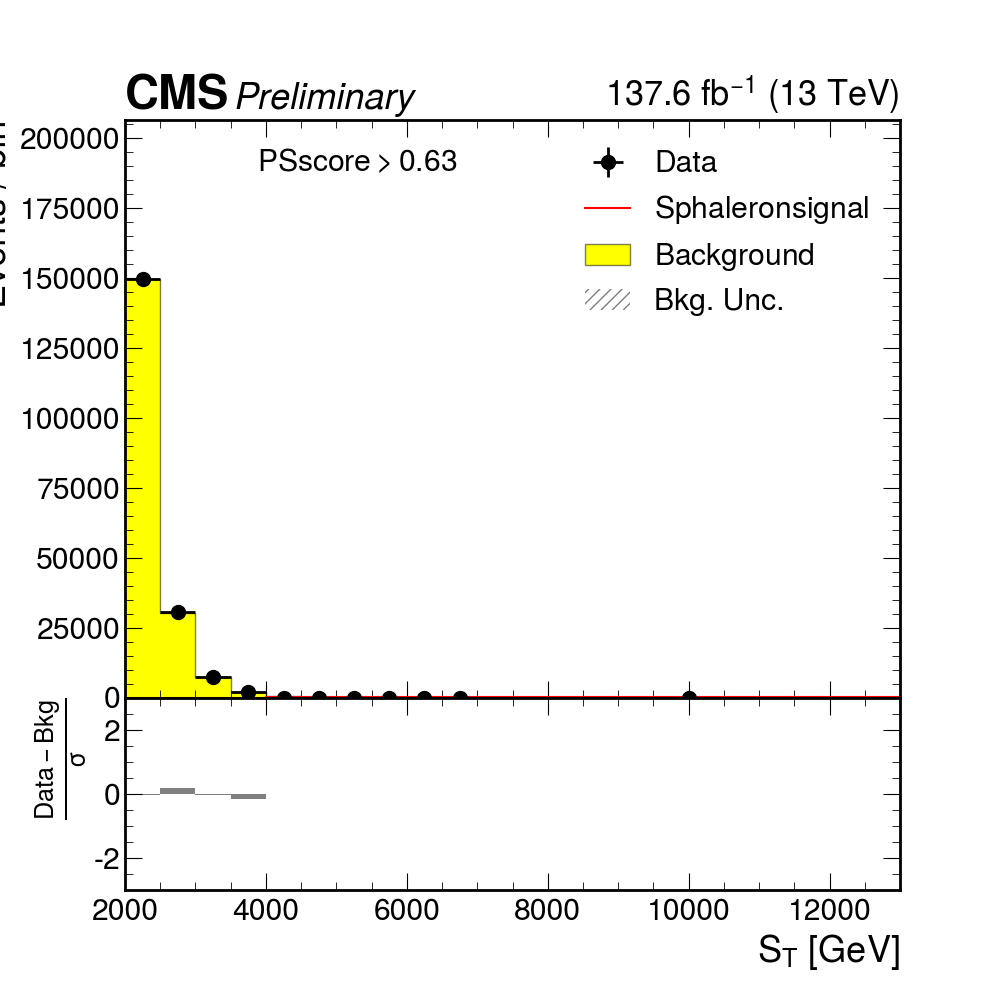 CMS Preliminary 137.6 fb⁻¹ (13 TeV)
PSscore > 0.63
Data
Sphaleronsignal
Background
Bkg. Unc.
200000
175000
150000
125000
100000
75000
50000
25000
0
Data − Bkg
σ
2
0
-2
2000 4000 6000 8000 10000 12000
S_T [GeV]